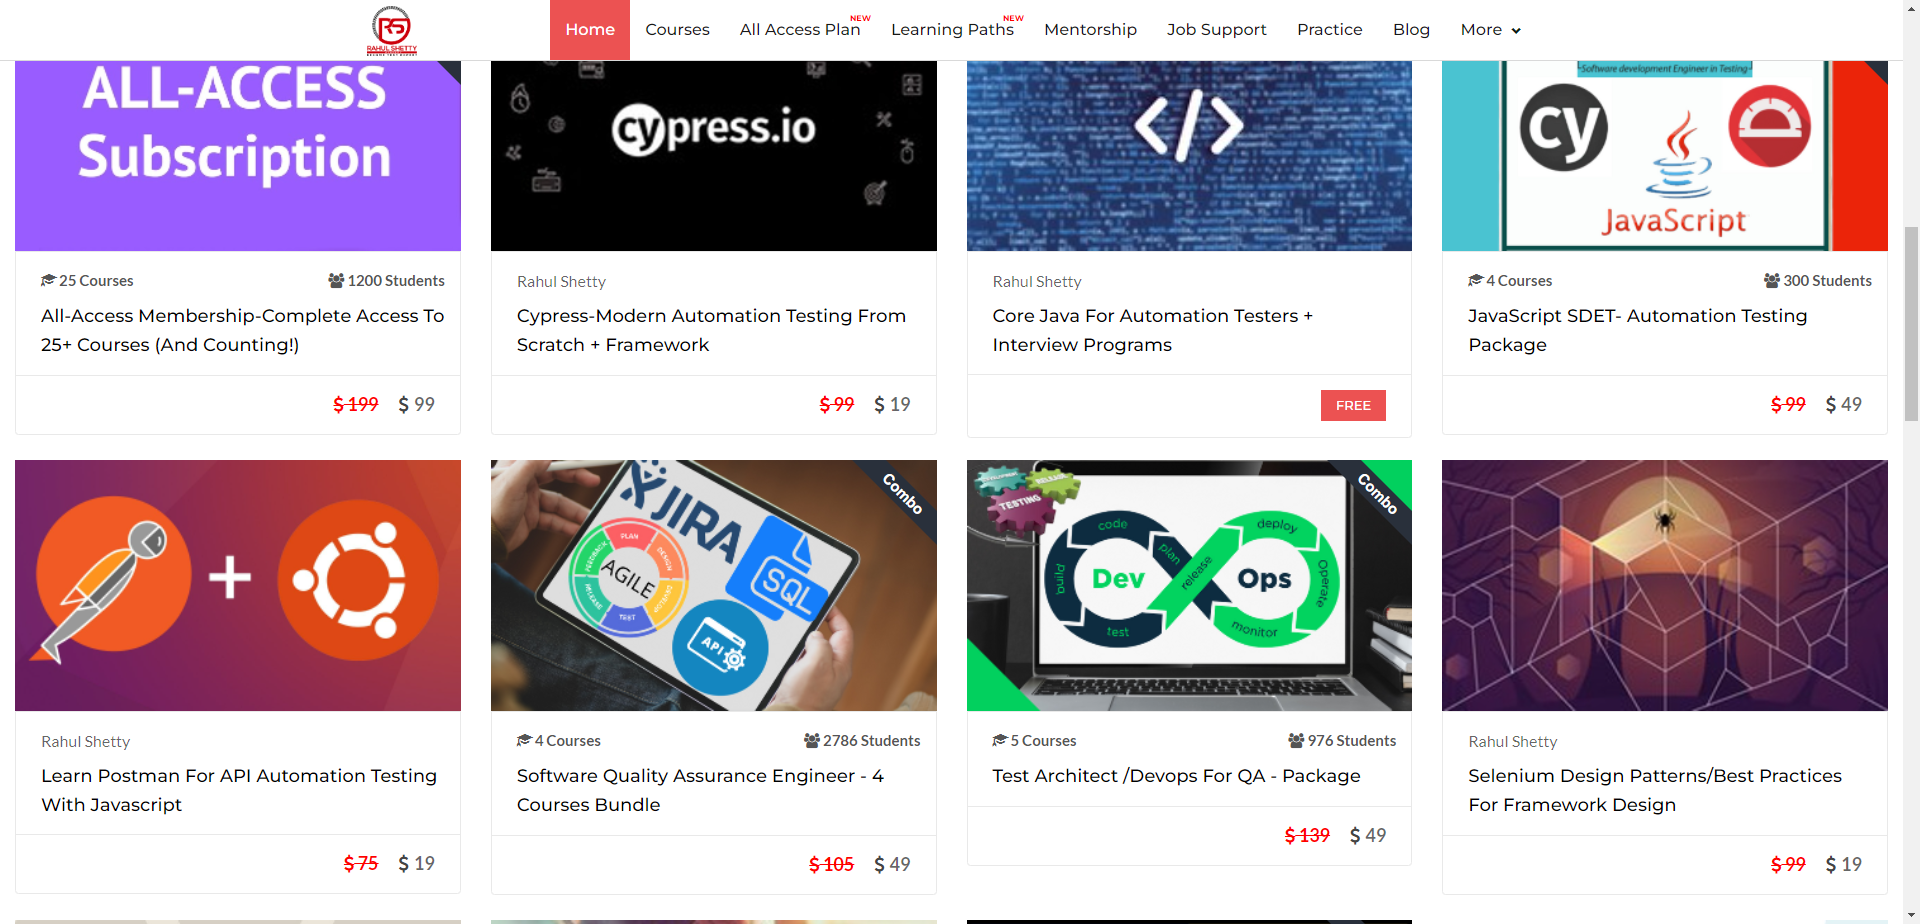 RS
RAHUL SHETTY
Home
Courses
All Access Plan
NEW
Learning Paths
NEW
Mentorship
Job Support
Practice
Blog
More
ALL-ACCESS
Subscription
cypress.io
</>
-Software development Engineer in Testing-
cy
JavaScript
25 Courses
1200 Students
All-Access Membership-Complete Access To
25+ Courses (And Counting!)
$ 199 $ 99
Rahul Shetty
Cypress-Modern Automation Testing From
Scratch + Framework
$ 99 $ 19
Rahul Shetty
Core Java For Automation Testers +
Interview Programs
FREE
4 Courses
300 Students
JavaScript SDET- Automation Testing
Package
$ 99 $ 49
+
Combo
JIRA
PLAN
DESIGN
DEVELOP
TEST
RELEASE
FEEDBACK
AGILE
SQL
API
Combo
RELEASE
TESTING
code
plan
build
test
release
deploy
Operate
monitor
Dev
Ops
Rahul Shetty
Learn Postman For API Automation Testing
With Javascript
$ 75 $ 19
4 Courses
2786 Students
Software Quality Assurance Engineer - 4
Courses Bundle
$ 105 $ 49
5 Courses
976 Students
Test Architect /Devops For QA - Package
$ 139 $ 49
Rahul Shetty
Selenium Design Patterns/Best Practices
For Framework Design
$ 99 $ 19